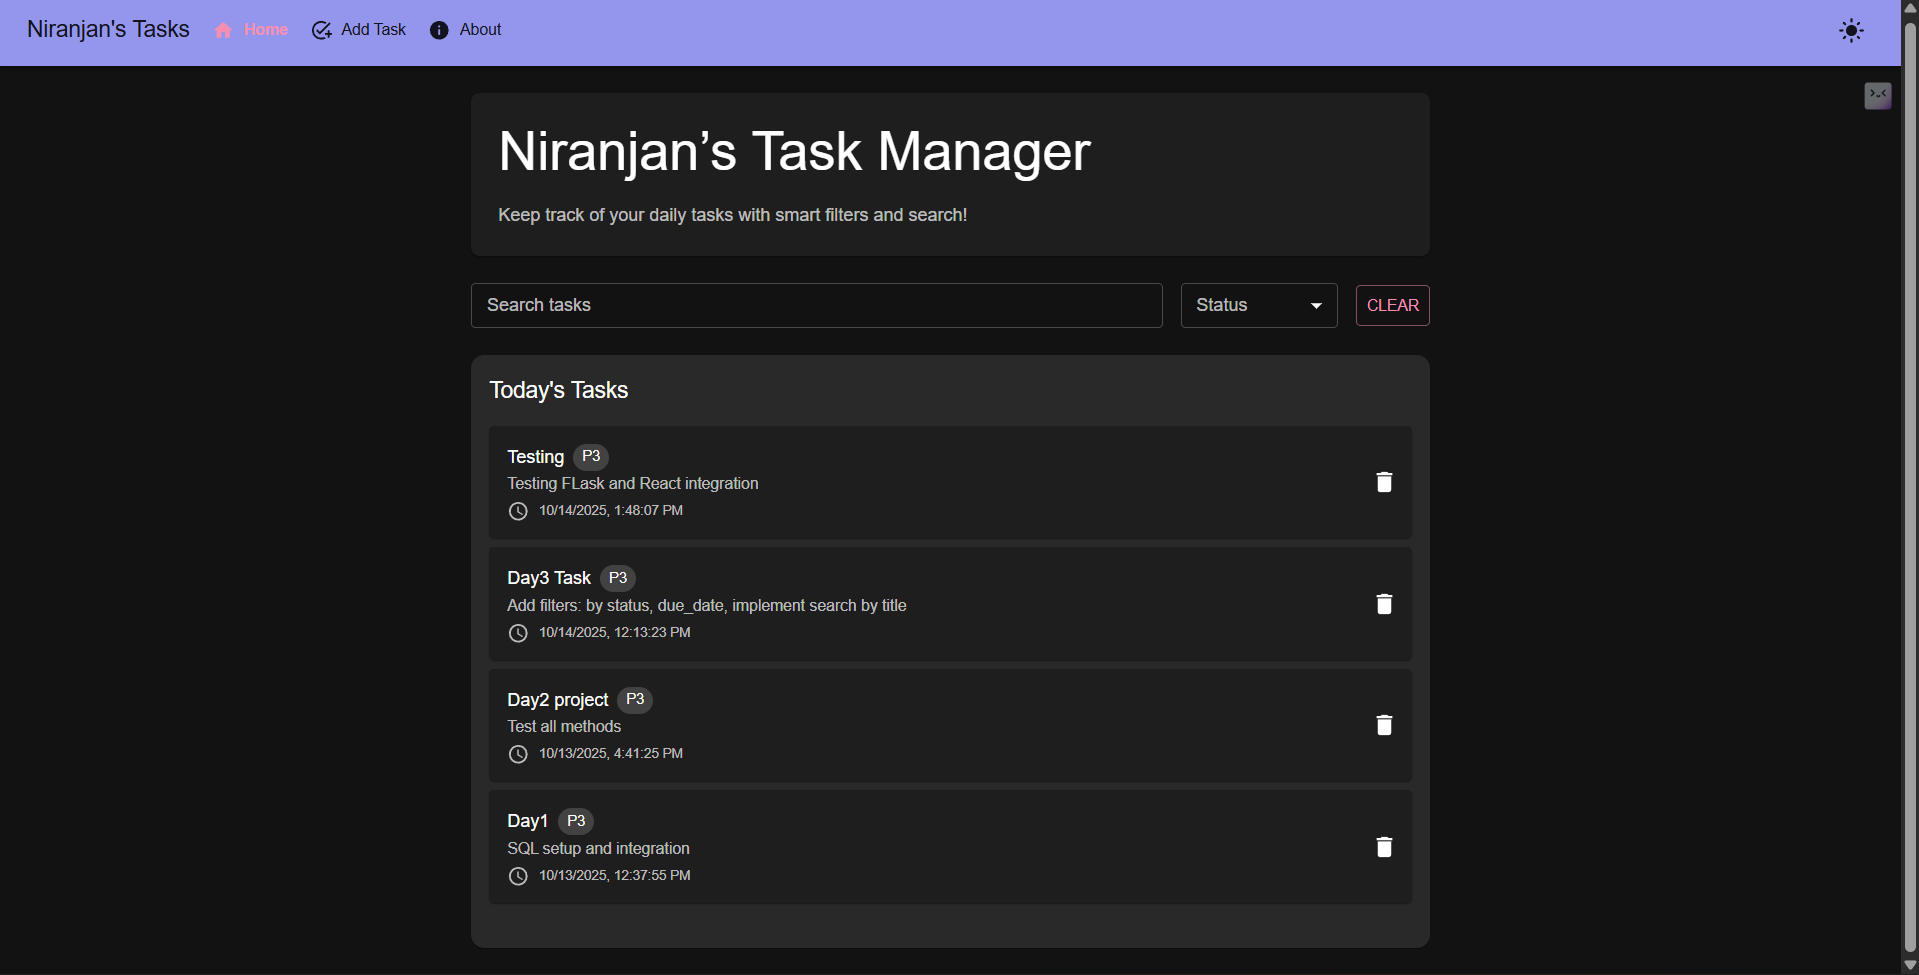 Niranjan's Tasks Home Add Task About
Niranjan’s Task Manager
Keep track of your daily tasks with smart filters and search!
Search tasks Status CLEAR
Today's Tasks
Testing P3
Testing FLask and React integration
10/14/2025, 1:48:07 PM
Day3 Task P3
Add filters: by status, due_date, implement search by title
10/14/2025, 12:13:23 PM
Day2 project P3
Test all methods
10/13/2025, 4:41:25 PM
Day1 P3
SQL setup and integration
10/13/2025, 12:37:55 PM